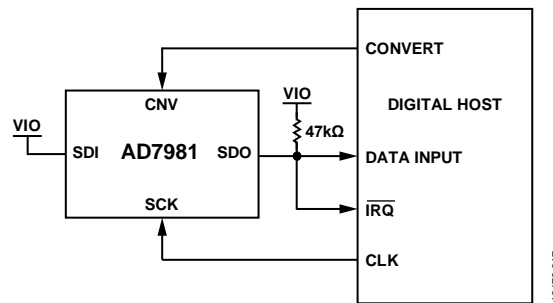 CONVERT
CNV
VIO
DIGITAL HOST
VIO
47kΩ
SDI
AD7981
SDO
DATA INPUT
SCK
IRQ
CLK